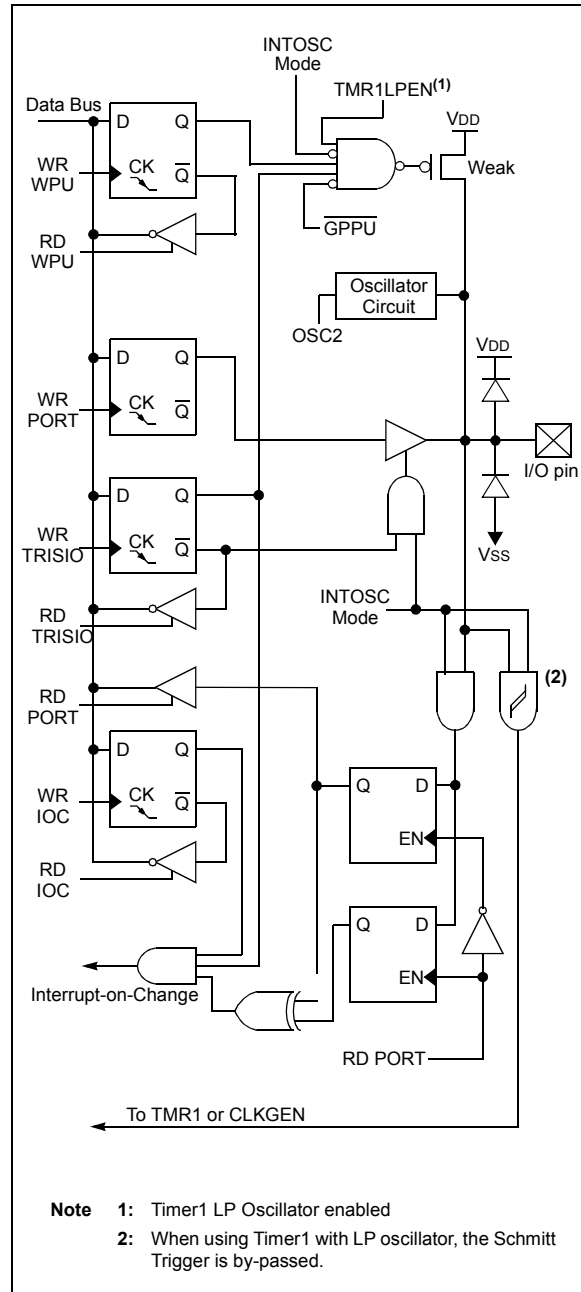 INTOSC
Mode
TMR1LPEN(1)
Data Bus
D Q
VDD
WR
WPU
CK Q̅
Weak
RD
WPU
G̅P̅P̅U̅
Oscillator
Circuit
OSC2
VDD
D Q
WR
PORT
CK Q̅
I/O pin
D Q
WR
TRISIO
CK Q̅
VSS
INTOSC
Mode
RD
TRISIO
(2)
RD
PORT
D Q
Q D
WR
IOC
CK Q̅
EN
RD
IOC
Q D
EN
Interrupt-on-Change
RD PORT
To TMR1 or CLKGEN
Note 1: Timer1 LP Oscillator enabled
2: When using Timer1 with LP oscillator, the Schmitt
Trigger is by-passed.